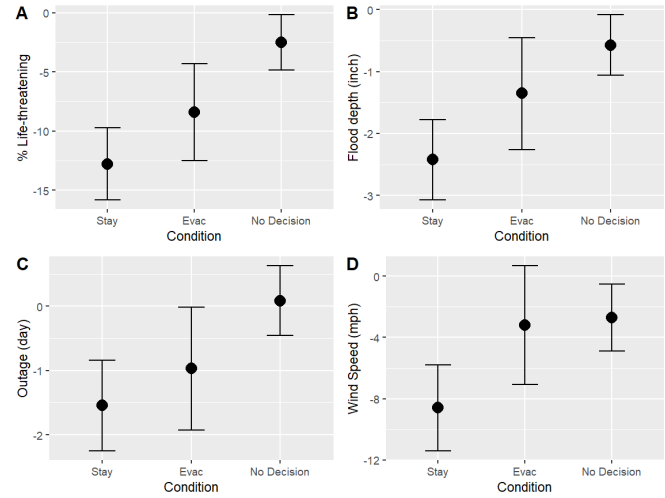 A
% Life-threatening
0
-5
-10
-15
Stay Evac No Decision
Condition
B
Flood depth (inch)
0
-1
-2
-3
Stay Evac No Decision
Condition
C
Outage (day)
0
-1
-2
Stay Evac No Decision
Condition
D
Wind Speed (mph)
0
-4
-8
-12
Stay Evac No Decision
Condition